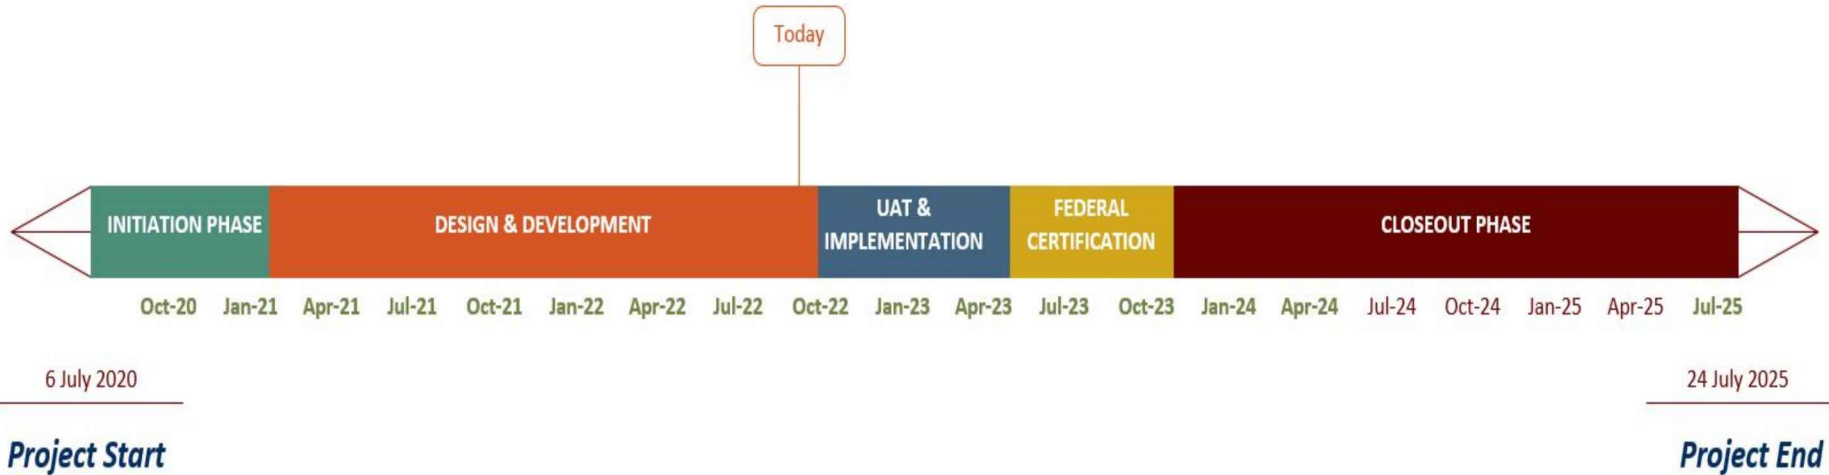 Today
INITIATION PHASE
DESIGN & DEVELOPMENT
UAT &
IMPLEMENTATION
FEDERAL
CERTIFICATION
CLOSEOUT PHASE
Oct-20 Jan-21 Apr-21 Jul-21 Oct-21 Jan-22 Apr-22 Jul-22 Oct-22 Jan-23 Apr-23 Jul-23 Oct-23 Jan-24 Apr-24 Jul-24 Oct-24 Jan-25 Apr-25 Jul-25
6 July 2020
24 July 2025
Project Start
Project End